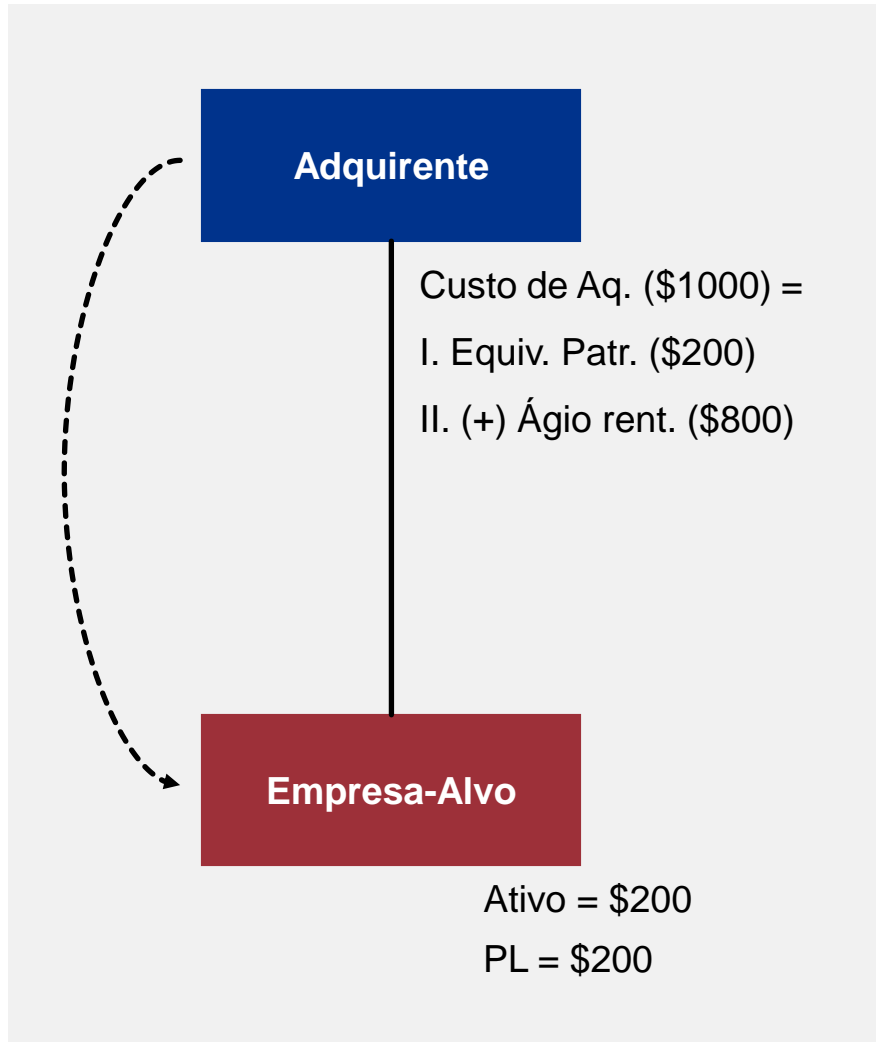 Adquirente
Custo de Aq. ($1000) =
I. Equiv. Patr. ($200)
II. (+) Ágio rent. ($800)
Empresa-Alvo
Ativo = $200
PL = $200